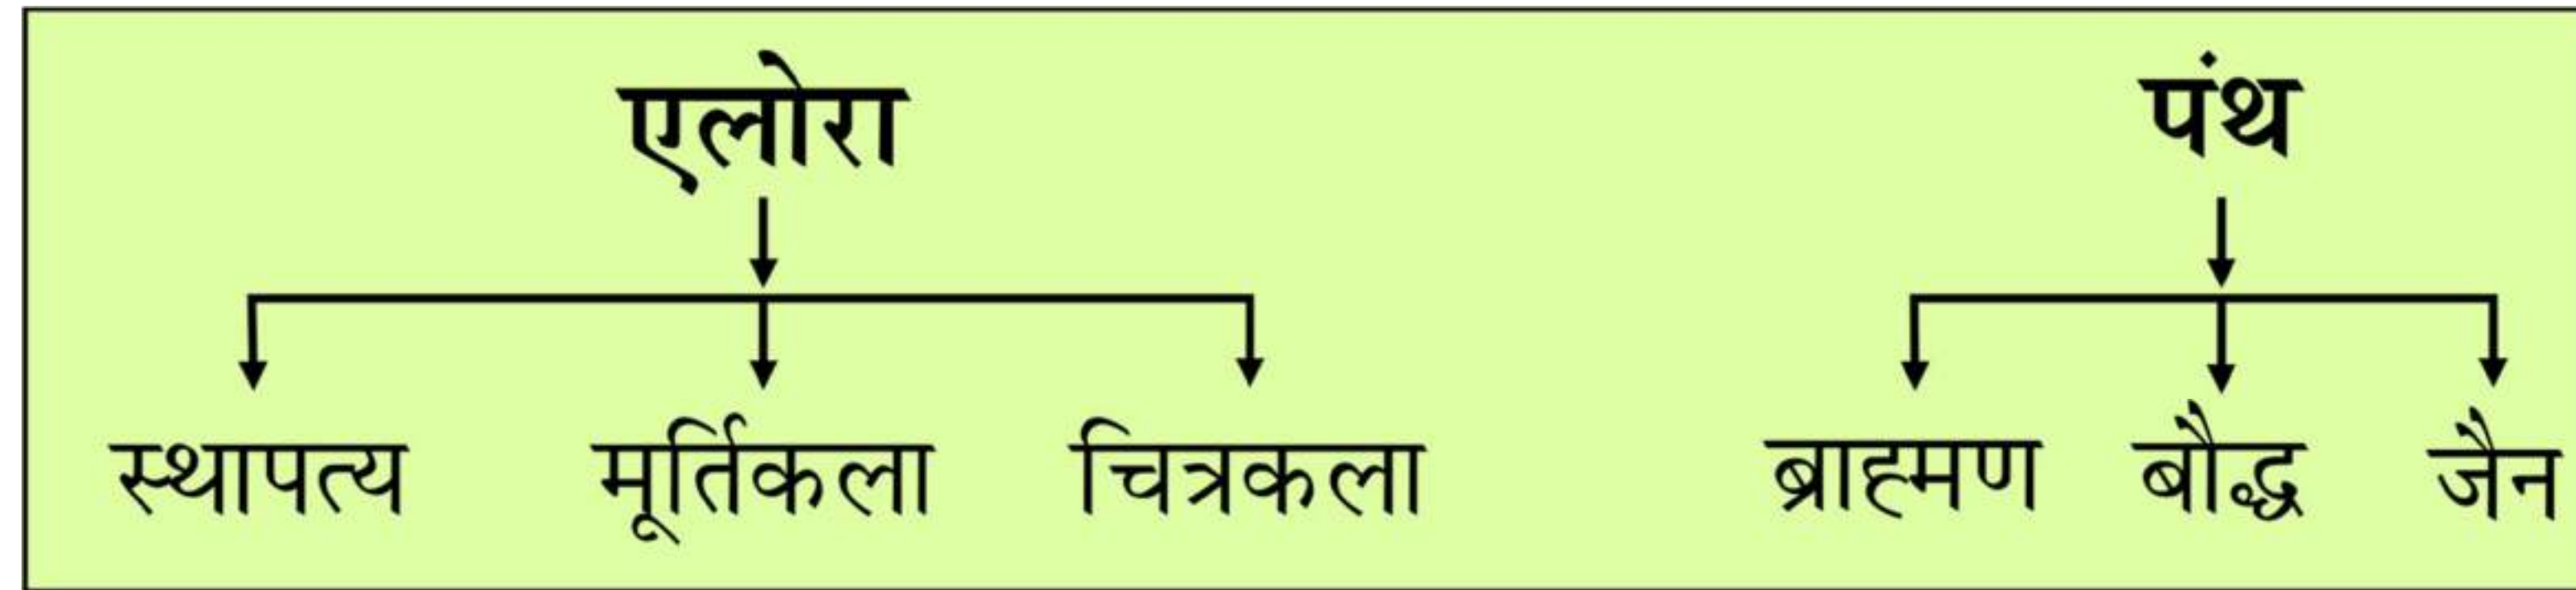 एलोरा पंथ
स्थापत्य मूर्तिकला चित्रकला ब्राह्मण बौद्ध जैन